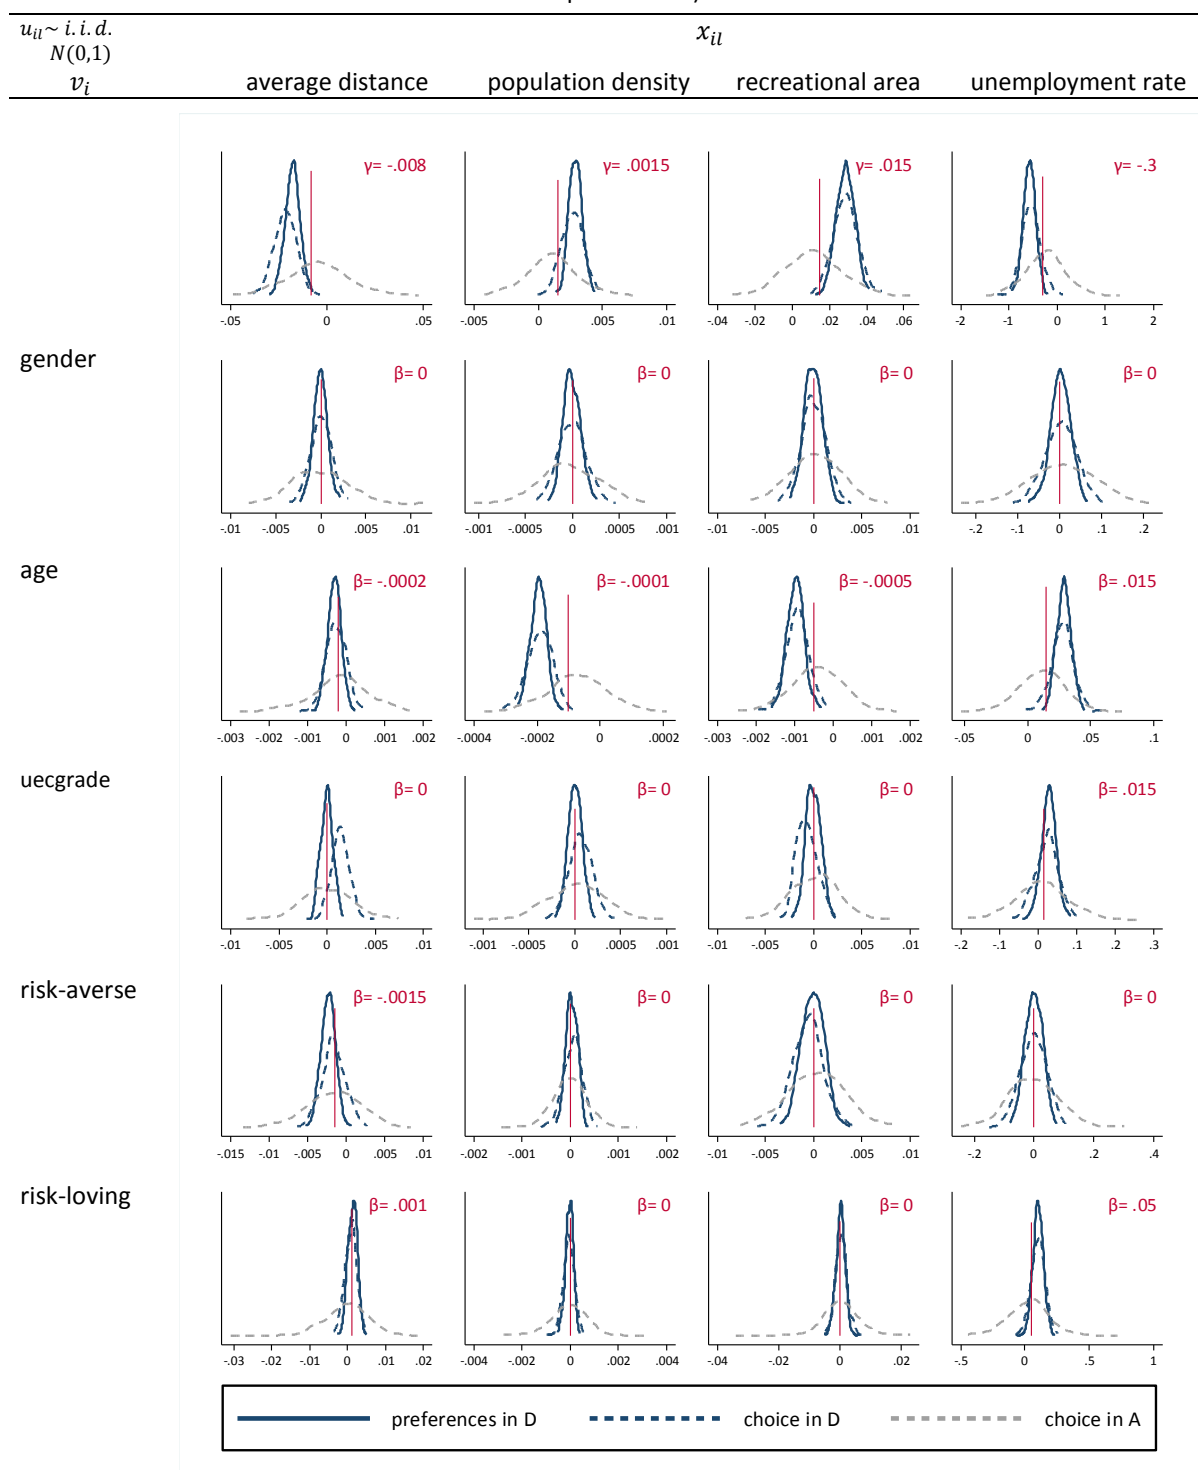 u_{il} ~ i.i.d.
N(0,1)
x_{il}
v_i average distance population density recreational area unemployment rate
γ= -.008 γ= .0015 γ= .015 γ= -.3
-.05 0 .05 -.005 0 .005 .01 -.04 -.02 0 .02 .04 .06 -2 -1 0 1 2
gender
β= 0 β= 0 β= 0 β= 0
-.01 -.005 0 .005 .01 -.001 -.0005 0 .0005 .001 -.01 -.005 0 .005 .01 -.2 -.1 0 .1 .2
age
β= -.0002 β= -.0001 β= -.0005 β= .015
-.003 -.002 -.001 0 .001 .002 -.0004 -.0002 0 .0002 -.003 -.002 -.001 0 .001 .002 -.05 0 .05 .1
uecgrade
β= 0 β= 0 β= 0 β= .015
-.01 -.005 0 .005 .01 -.001 -.0005 0 .0005 .001 -.01 -.005 0 .005 .01 -.2 -.1 0 .1 .2 .3
risk-averse
β= -.0015 β= 0 β= 0 β= 0
-.015 -.01 -.005 0 .005 .01 -.002 -.001 0 .001 .002 -.01 -.005 0 .005 .01 -.2 0 .2 .4
risk-loving
β= .001 β= 0 β= 0 β= .05
-.03 -.02 -.01 0 .01 .02 -.004 -.002 0 .002 .004 -.04 -.02 0 .02 -.5 0 .5 1
preferences in D choice in D choice in A